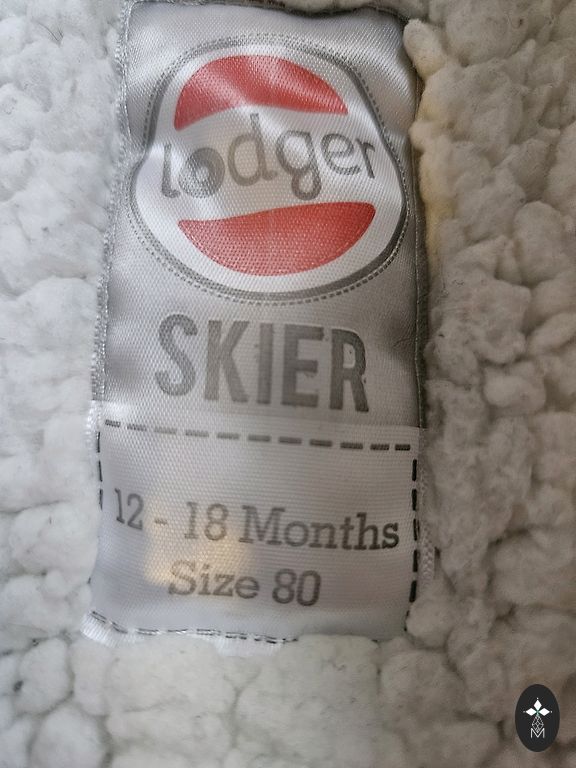 lodger
SKIER
12 - 18 Months
Size 80
M